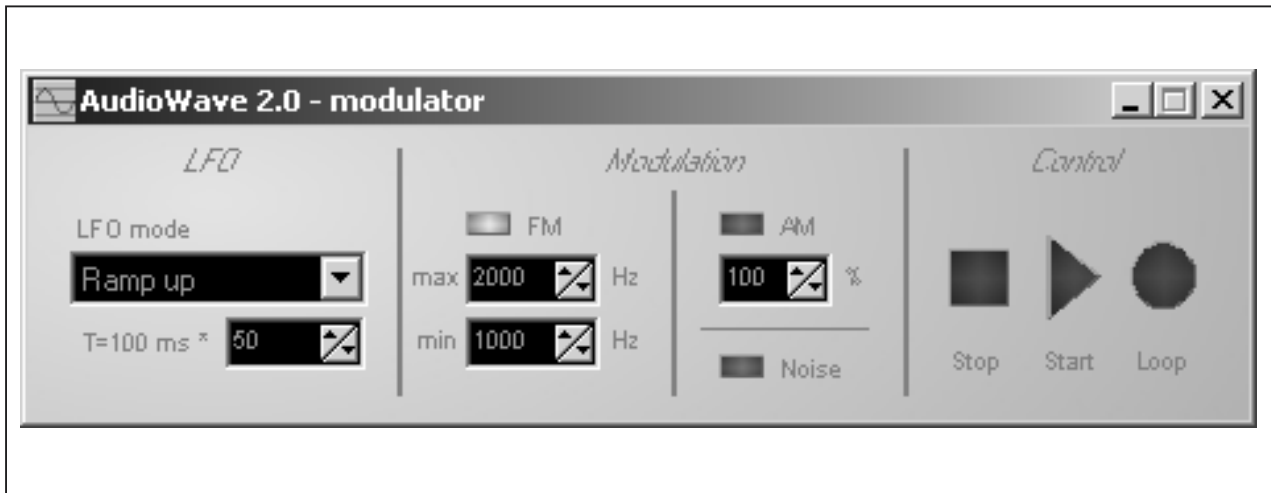 AudioWave 2.0 - modulator
LFO
LFO mode
Ramp up
T=100 ms * 50
Modulation
FM
max 2000 Hz
min 1000 Hz
AM
100 %
Noise
Control
Stop Start Loop